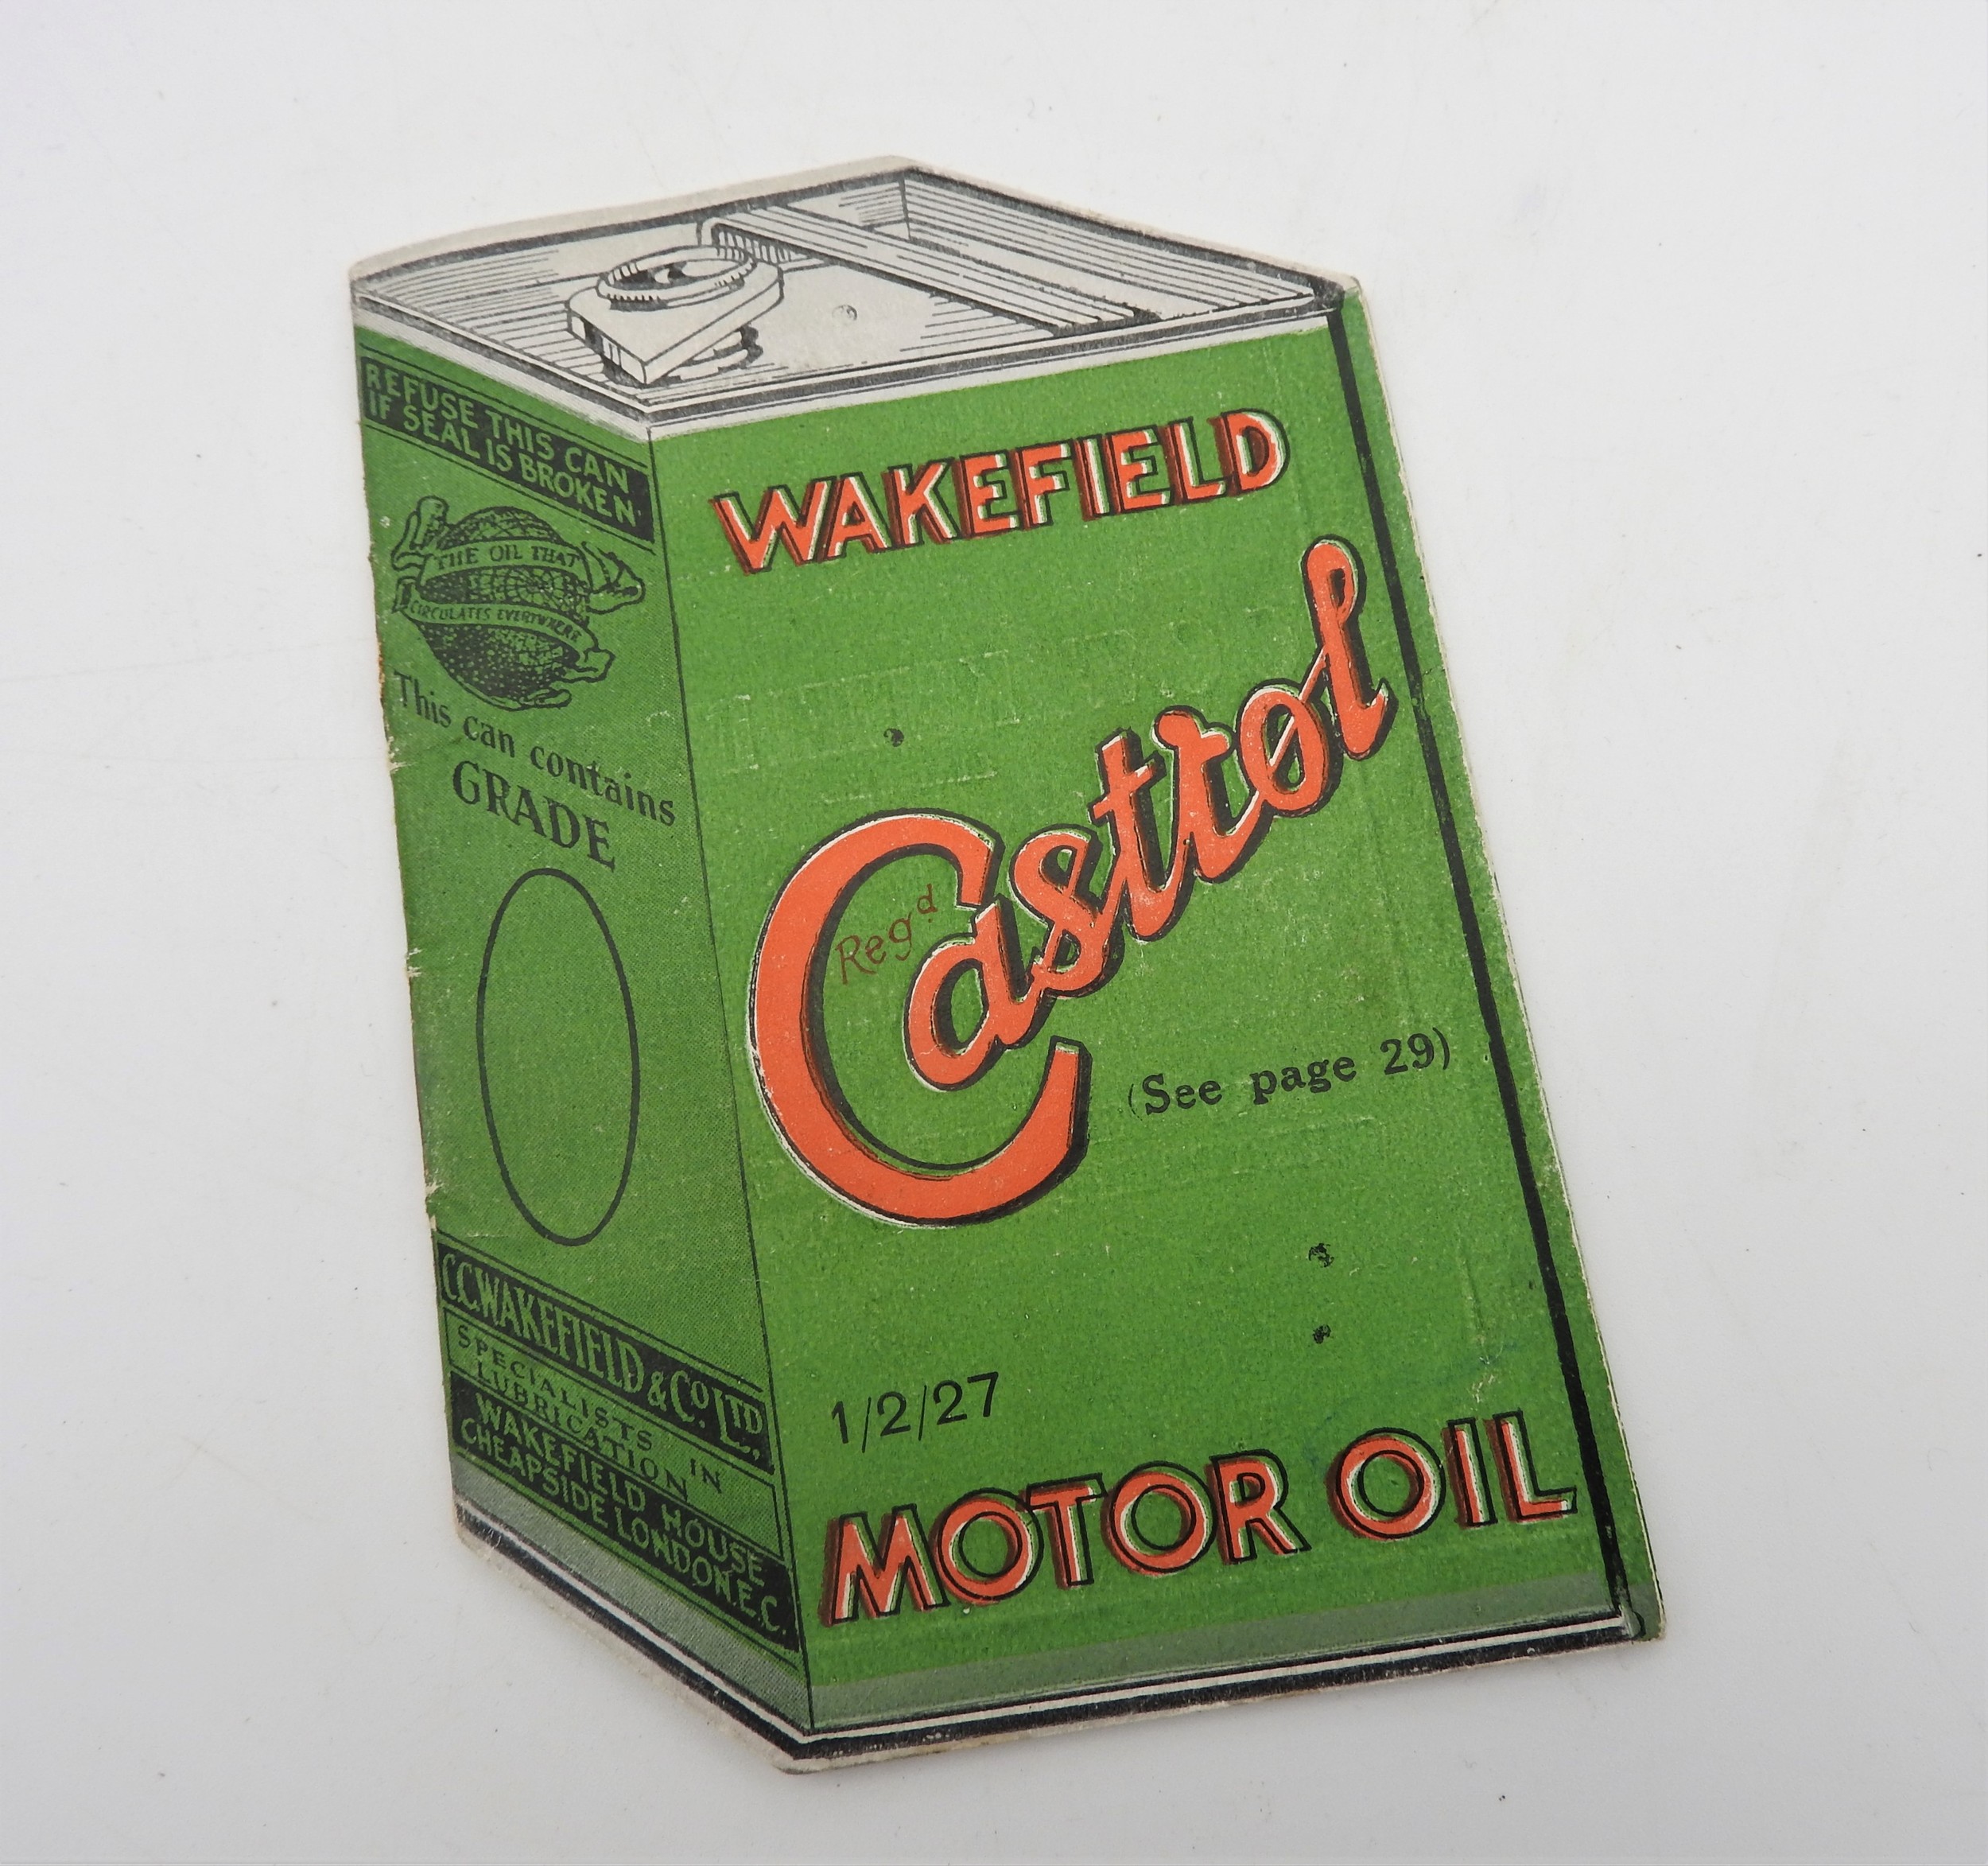 REFUSE THIS CAN
IF SEAL IS BROKEN
THE OIL THAT
CIRCULATES EVERYWHERE
This can contains
GRADE
C.C.WAKEFIELD & Co LTD.,
SPECIALISTS IN
LUBRICATION
WAKEFIELD HOUSE
CHEAPSIDE LONDON.E.C.
WAKEFIELD
Castrol
Regd
(See page 29)
1/2/27
MOTOR OIL